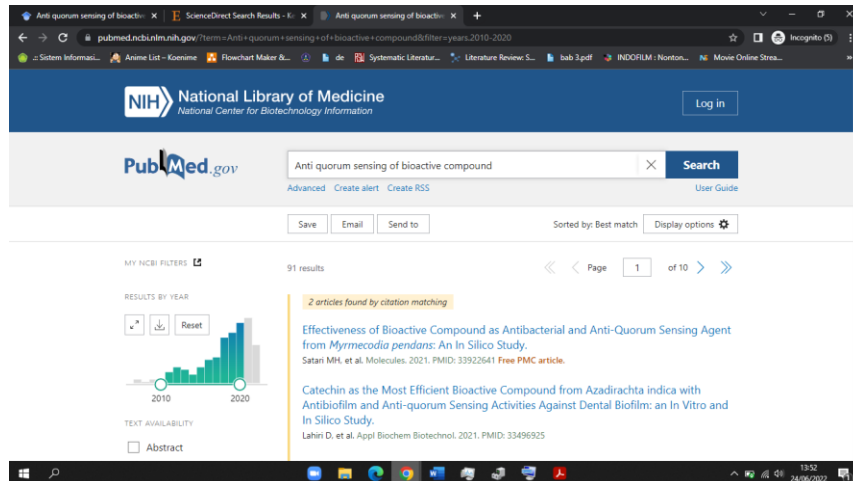 Anti quorum sensing of bioactive
ScienceDirect Search Results - Ke
Anti quorum sensing of bioactive
pubmed.ncbi.nlm.nih.gov/?term=Anti+quorum+sensing+of+bioactive+compound&filter=years.2010-2020
Incognito (5)
.:: Sistem Informasi...
Anime List — Koenime
Flowchart Maker &...
de
Systematic Literatur...
Literature Review: S...
bab 3.pdf
INDOFILM : Nonton...
Movie Online Strea...
NIH
National Library of Medicine
National Center for Biotechnology Information
Log in
PubMed.gov
Anti quorum sensing of bioactive compound
Search
Advanced Create alert Create RSS
User Guide
Save Email Send to
Sorted by: Best match
Display options
MY NCBI FILTERS
91 results
Page 1 of 10
RESULTS BY YEAR
Reset
2010 2020
TEXT AVAILABILITY
Abstract
2 articles found by citation matching
Effectiveness of Bioactive Compound as Antibacterial and Anti-Quorum Sensing Agent
from Myrmecodia pendans: An In Silico Study.
Satari MH, et al. Molecules. 2021. PMID: 33922641 Free PMC article.
Catechin as the Most Efficient Bioactive Compound from Azadirachta indica with
Antibiofilm and Anti-quorum Sensing Activities Against Dental Biofilm: an In Vitro and
In Silico Study.
Lahiri D, et al. Appl Biochem Biotechnol. 2021. PMID: 33496925
13:52
24/06/2022